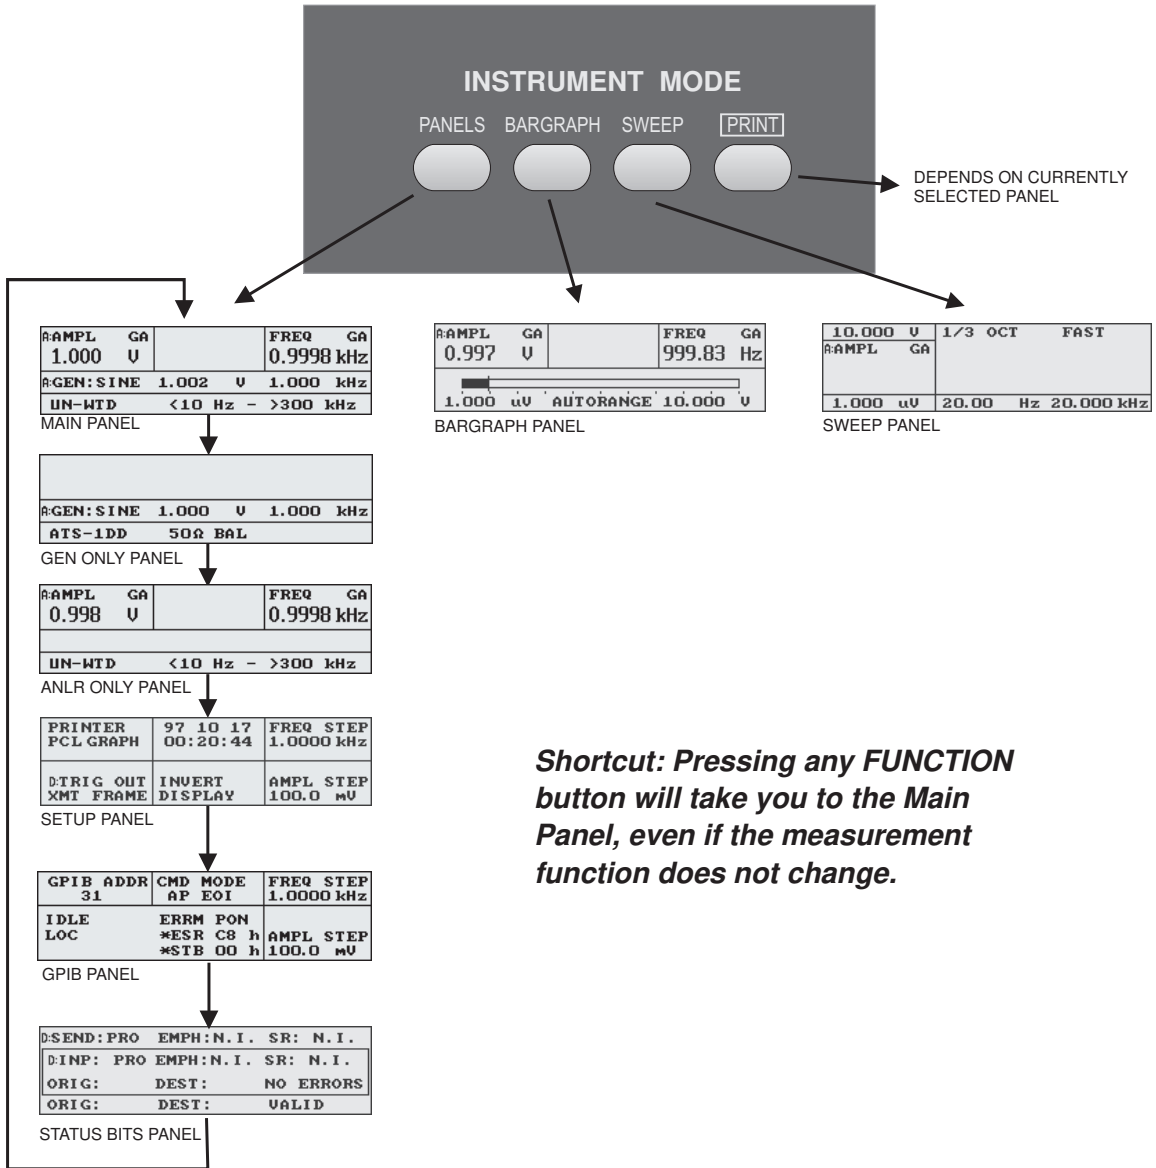 INSTRUMENT MODE
PANELS BARGRAPH SWEEP PRINT
DEPENDS ON CURRENTLY
SELECTED PANEL
A:AMPL GA FREQ GA
1.000 V 0.9998 kHz
A:GEN:SINE 1.002 V 1.000 kHz
UN-WTD <10 Hz - >300 kHz
MAIN PANEL
A:AMPL GA FREQ GA
0.997 V 999.83 Hz
1.000 uV AUTORANGE 10.000 V
BARGRAPH PANEL
10.000 V 1/3 OCT FAST
A:AMPL GA
1.000 uV 20.00 Hz 20.000 kHz
SWEEP PANEL
A:GEN:SINE 1.000 V 1.000 kHz
ATS-1DD 50Ω BAL
GEN ONLY PANEL
A:AMPL GA FREQ GA
0.998 V 0.9998 kHz
UN-WTD <10 Hz - >300 kHz
ANLR ONLY PANEL
PRINTER 97 10 17 FREQ STEP
PCL GRAPH 00:20:44 1.0000 kHz
D:TRIG OUT INVERT AMPL STEP
XMT FRAME DISPLAY 100.0 mV
SETUP PANEL
Shortcut: Pressing any FUNCTION
button will take you to the Main
Panel, even if the measurement
function does not change.
GPIB ADDR CMD MODE FREQ STEP
31 AP EOI 1.0000 kHz
IDLE ERRM PON
LOC *ESR C8 h AMPL STEP
*STB 00 h 100.0 mV
GPIB PANEL
D:SEND:PRO EMPH:N.I. SR: N.I.
D:INP: PRO EMPH:N.I. SR: N.I.
ORIG: DEST: NO ERRORS
ORIG: DEST: VALID
STATUS BITS PANEL